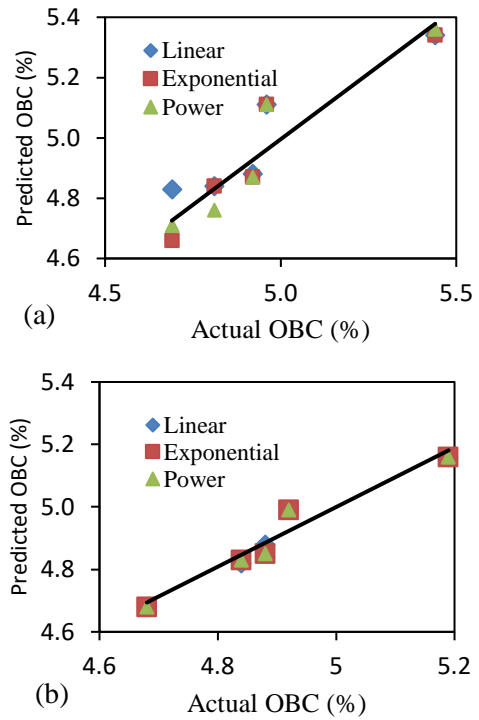 5.4
5.2
5.0
4.8
4.6
Predicted OBC (%)
Linear
Exponential
Power
4.5 5.0 5.5
(a) Actual OBC (%)
5.4
5.2
5.0
4.8
4.6
Predicted OBC (%)
Linear
Exponential
Power
4.6 4.8 5 5.2
(b) Actual OBC (%)